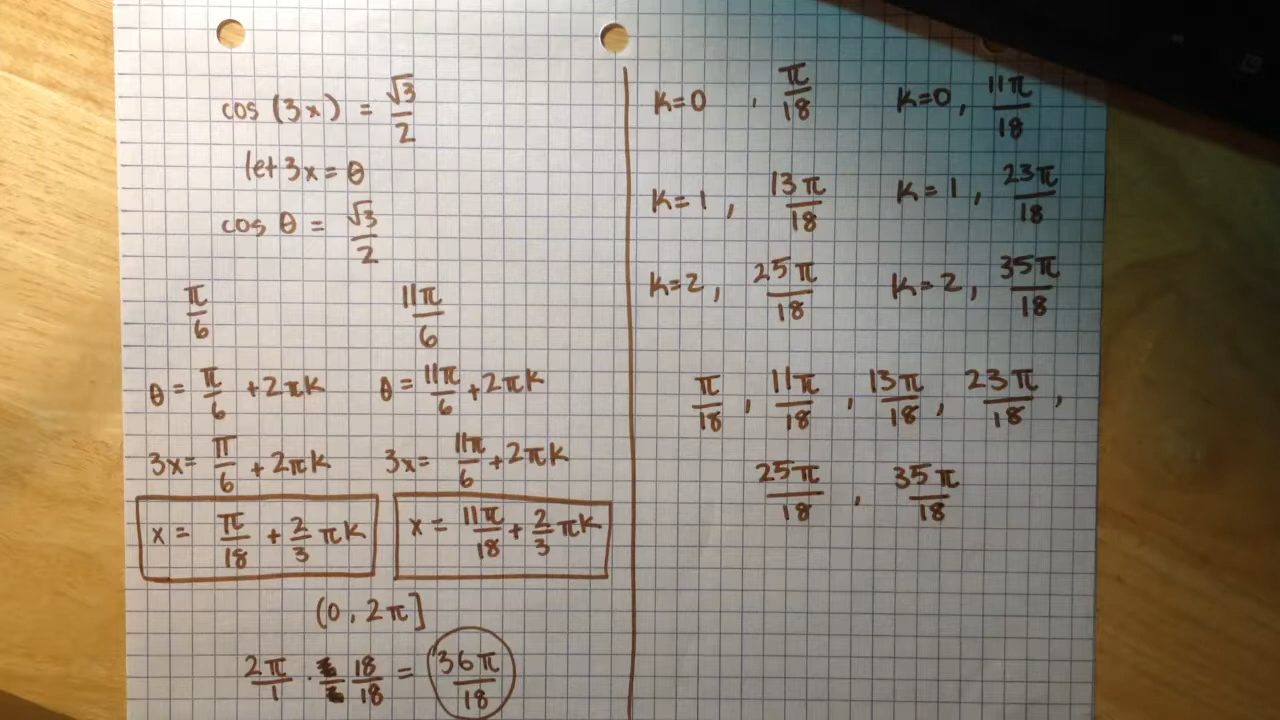 cos (3x) = √3/2
let 3x = θ
cos θ = √3/2
π/6 11π/6
θ = π/6 + 2πk θ = 11π/6 + 2πk
3x = π/6 + 2πk 3x = 11π/6 + 2πk
x = π/18 + 2/3 πk x = 11π/18 + 2/3 πk
(0, 2π]
2π/1 · 18/18 = 36π/18
k=0, π/18 k=0, 11π/18
k=1, 13π/18 k=1, 23π/18
k=2, 25π/18 k=2, 35π/18
π/18, 11π/18, 13π/18, 23π/18,
25π/18, 35π/18